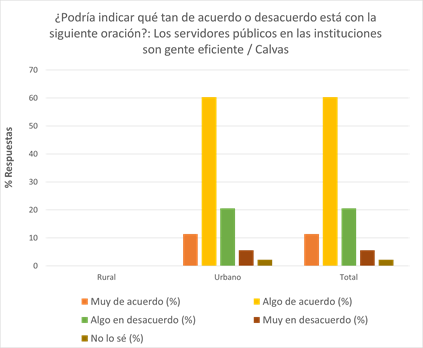 ¿Podría indicar qué tan de acuerdo o desacuerdo está con la
siguiente oración?: Los servidores públicos en las instituciones
son gente eficiente / Calvas
% Respuestas
70
60
50
40
30
20
10
0
Rural Urbano Total
Muy de acuerdo (%) Algo de acuerdo (%)
Algo en desacuerdo (%) Muy en desacuerdo (%)
No lo sé (%)